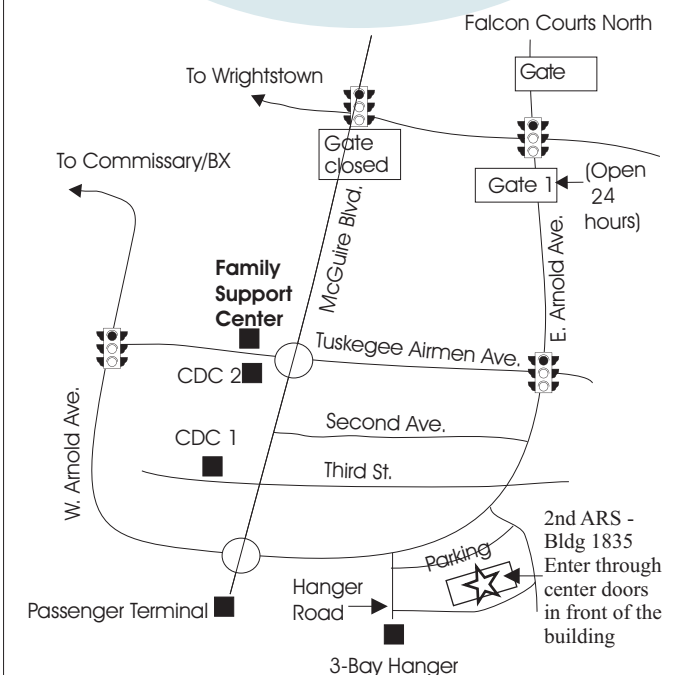 Falcon Courts North
Gate
To Wrightstown
Gate
closed
To Commissary/BX
Gate 1
(Open
24
hours)
McGuire Blvd.
E. Arnold Ave.
Family
Support
Center
Tuskegee Airmen Ave.
CDC 2
W. Arnold Ave.
Second Ave.
CDC 1
Third St.
2nd ARS -
Bldg 1835
Enter through
center doors
in front of the
building
Parking
Hanger
Road
Passenger Terminal
3-Bay Hanger